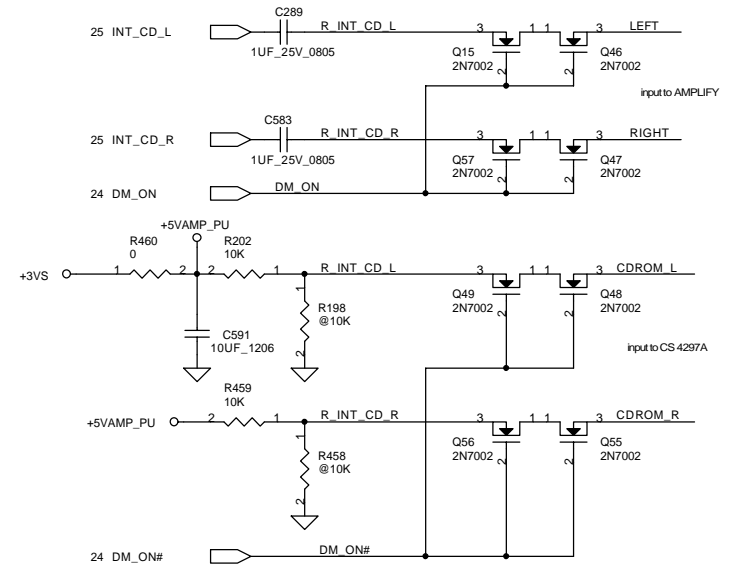 C289
25 INT_CD_L R_INT_CD_L 3 1 1 3 LEFT
1UF_25V_0805
Q15 Q46
2N7002 2N7002
2 2
input to AMPLIFY
C583
25 INT_CD_R R_INT_CD_R 3 1 1 3 RIGHT
1UF_25V_0805
Q57 Q47
2N7002 2N7002
2 2
24 DM_ON DM_ON
+5VAMP_PU
R460 R202
0 10K
+3VS 1 2 2 1 R_INT_CD_L 3 1 1 3 CDROM_L
1
R198
@10K
2
Q49 Q48
2N7002 2N7002
2 2
C591
10UF_1206
input to CS 4297A
R459
10K
+5VAMP_PU 2 1 R_INT_CD_R 3 1 1 3 CDROM_R
1
R458
@10K
2
Q56 Q55
2N7002 2N7002
2 2
24 DM_ON# DM_ON#